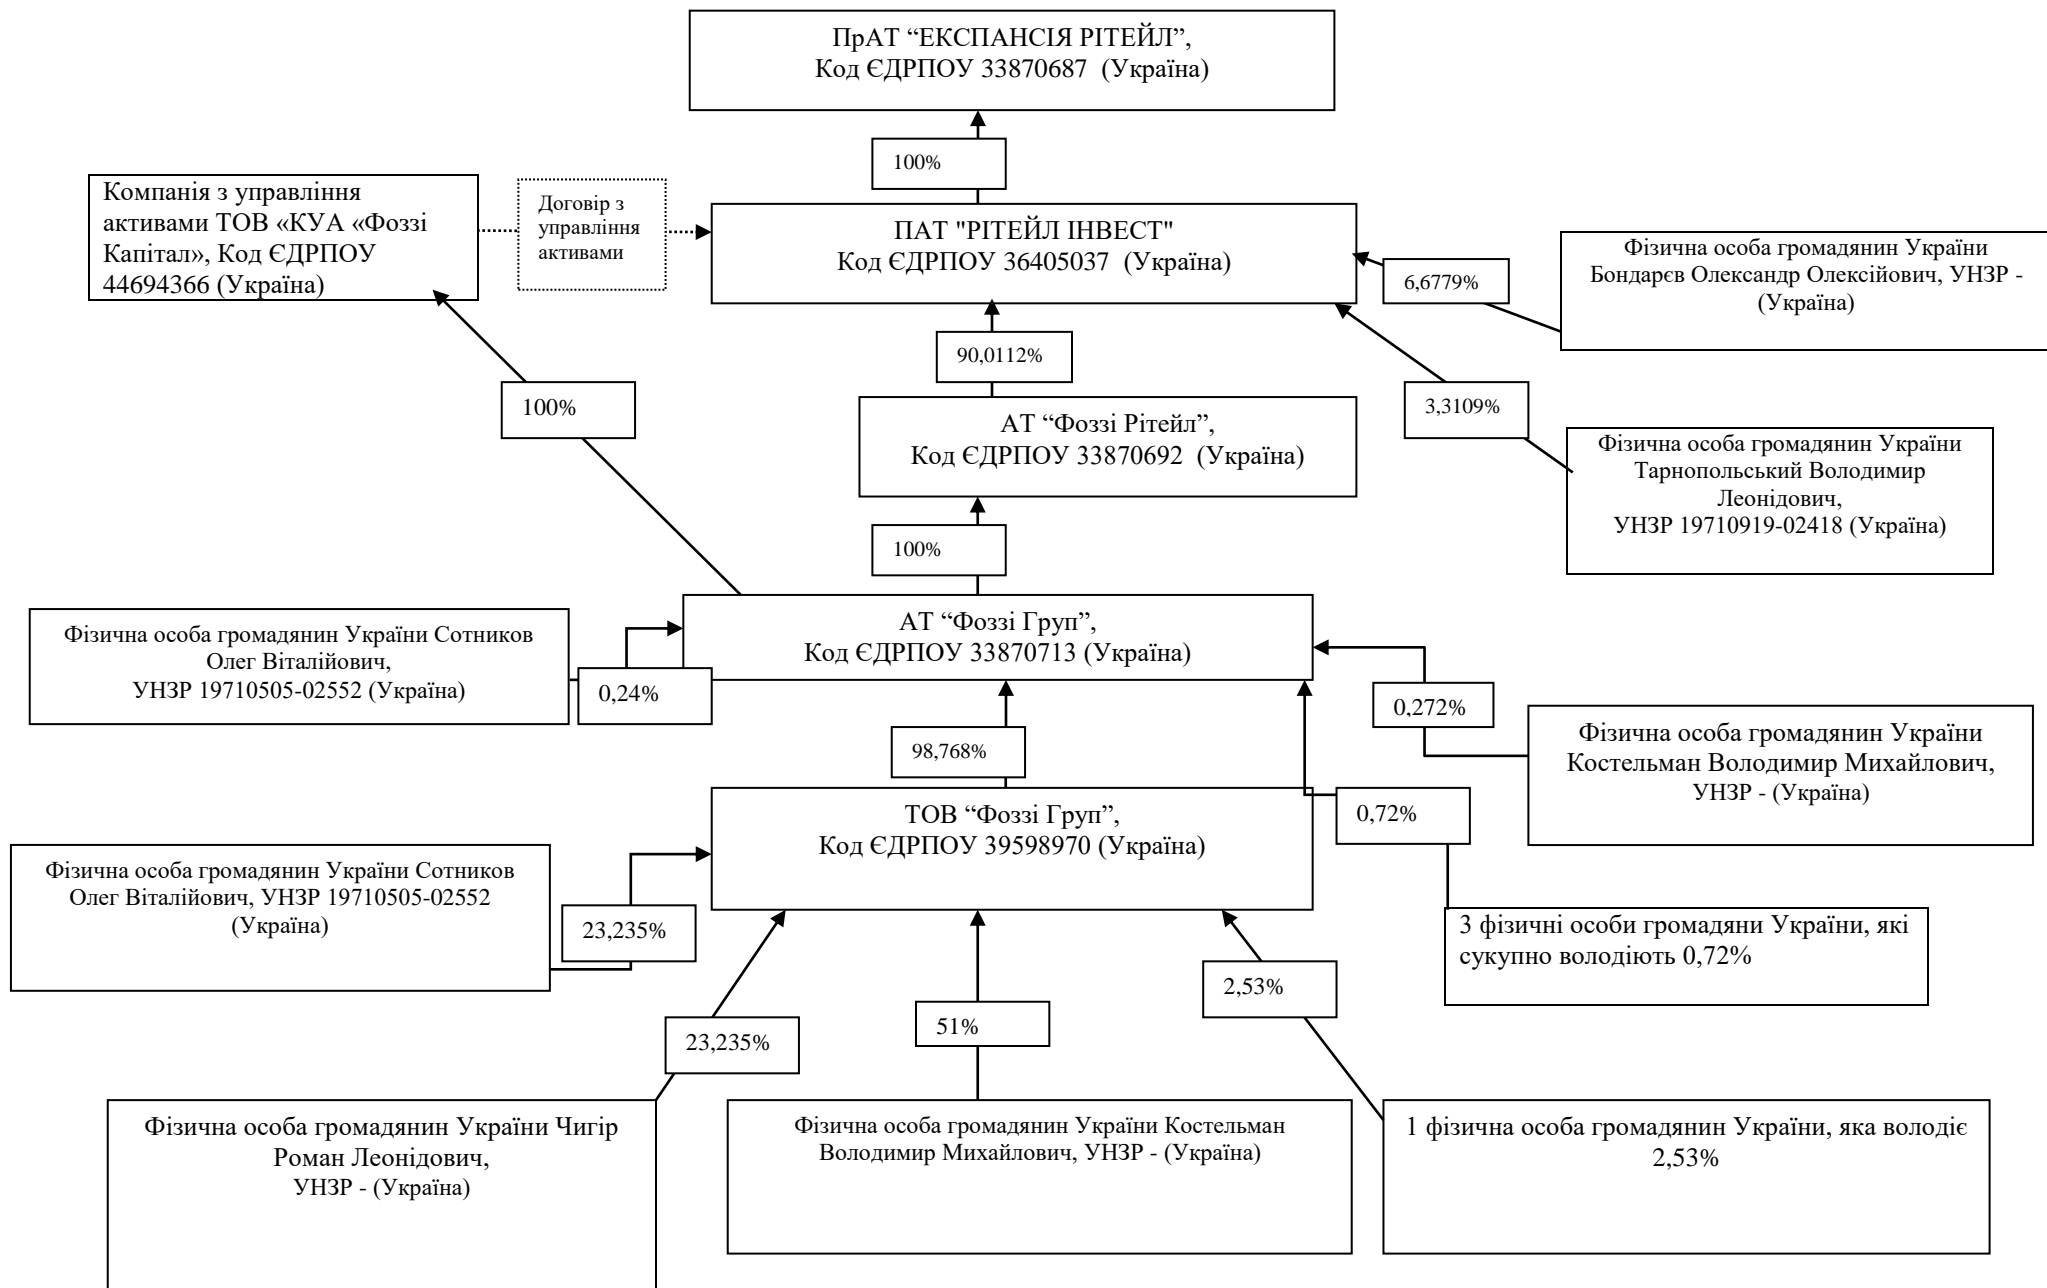 ПрАТ “ЕКСПАНСІЯ РІТЕЙЛ”,
Код ЄДРПОУ 33870687 (Україна)
100%
Компанія з управління
активами ТОВ «КУА «Фоззі
Капітал», Код ЄДРПОУ
44694366 (Україна)
Договір з
управління
активами
ПАТ "РІТЕЙЛ ІНВЕСТ"
Код ЄДРПОУ 36405037 (Україна)
6,6779%
Фізична особа громадянин України
Бондарєв Олександр Олексійович, УНЗР -
(Україна)
90,0112%
100%
3,3109%
АТ “Фоззі Рітейл”,
Код ЄДРПОУ 33870692 (Україна)
Фізична особа громадянин України
Тарнопольський Володимир
Леонідович,
УНЗР 19710919-02418 (Україна)
100%
Фізична особа громадянин України Сотников
Олег Віталійович,
УНЗР 19710505-02552 (Україна)
0,24%
АТ “Фоззі Груп”,
Код ЄДРПОУ 33870713 (Україна)
0,272%
Фізична особа громадянин України
Костельман Володимир Михайлович,
УНЗР - (Україна)
98,768%
ТОВ “Фоззі Груп”,
Код ЄДРПОУ 39598970 (Україна)
0,72%
Фізична особа громадянин України Сотников
Олег Віталійович, УНЗР 19710505-02552
(Україна)
23,235%
3 фізичні особи громадяни України, які
сукупно володіють 0,72%
23,235%
51%
2,53%
Фізична особа громадянин України Чигір
Роман Леонідович,
УНЗР - (Україна)
Фізична особа громадянин України Костельман
Володимир Михайлович, УНЗР - (Україна)
1 фізична особа громадянин України, яка володіє
2,53%